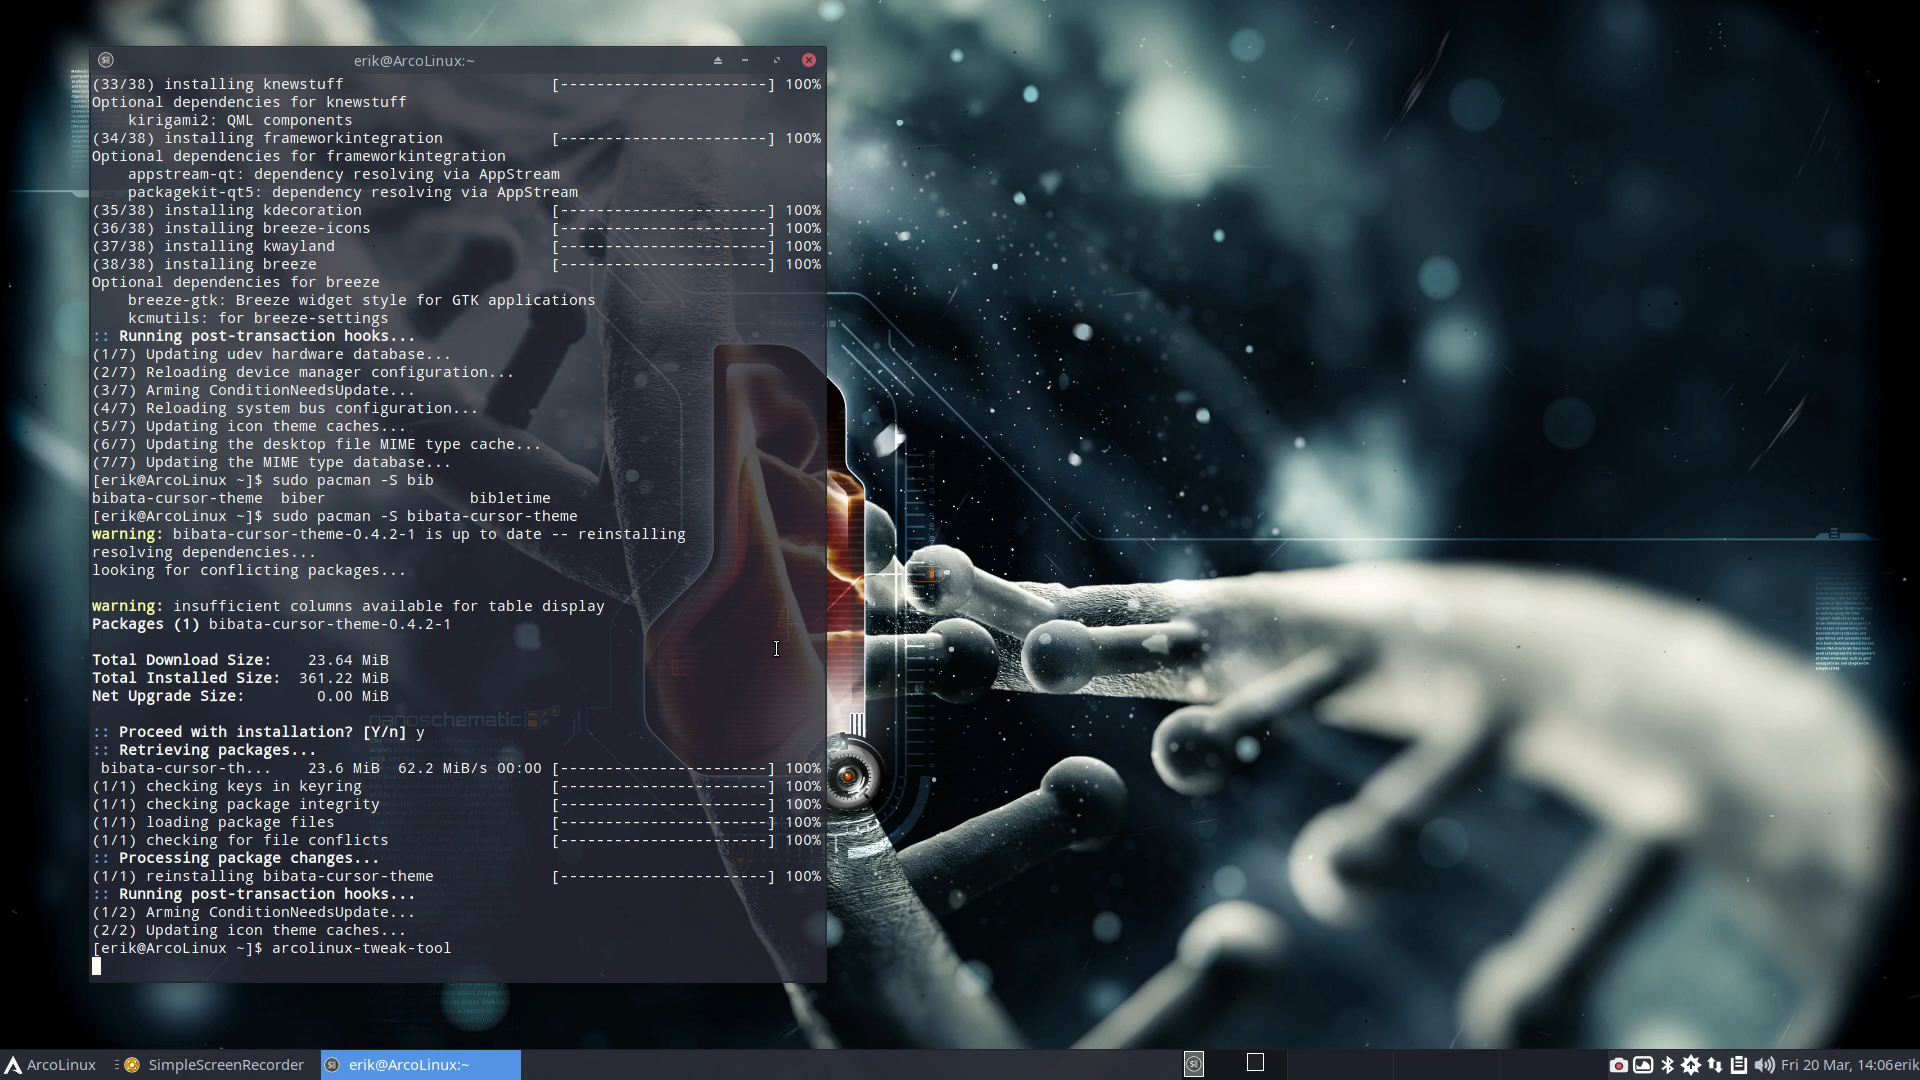 erik@ArcoLinux:~
(33/38) installing knewstuff [-----------------------] 100%
Optional dependencies for knewstuff
kirigami2: QML components
(34/38) installing frameworkintegration [-----------------------] 100%
Optional dependencies for frameworkintegration
appstream-qt: dependency resolving via AppStream
packagekit-qt5: dependency resolving via AppStream
(35/38) installing kdecoration [-----------------------] 100%
(36/38) installing breeze-icons [-----------------------] 100%
(37/38) installing kwayland [-----------------------] 100%
(38/38) installing breeze [-----------------------] 100%
Optional dependencies for breeze
breeze-gtk: Breeze widget style for GTK applications
kcmutils: for breeze-settings
:: Running post-transaction hooks...
(1/7) Updating udev hardware database...
(2/7) Reloading device manager configuration...
(3/7) Arming ConditionNeedsUpdate...
(4/7) Reloading system bus configuration...
(5/7) Updating icon theme caches...
(6/7) Updating the desktop file MIME type cache...
(7/7) Updating the MIME type database...
[erik@ArcoLinux ~]$ sudo pacman -S bib
bibata-cursor-theme biber bibletime
[erik@ArcoLinux ~]$ sudo pacman -S bibata-cursor-theme
warning: bibata-cursor-theme-0.4.2-1 is up to date -- reinstalling
resolving dependencies...
looking for conflicting packages...
warning: insufficient columns available for table display
Packages (1) bibata-cursor-theme-0.4.2-1
Total Download Size: 23.64 MiB
Total Installed Size: 361.22 MiB
Net Upgrade Size: 0.00 MiB
nanoschematic
:: Proceed with installation? [Y/n] y
:: Retrieving packages...
bibata-cursor-th... 23.6 MiB 62.2 MiB/s 00:00 [-----------------------] 100%
(1/1) checking keys in keyring [-----------------------] 100%
(1/1) checking package integrity [-----------------------] 100%
(1/1) loading package files [-----------------------] 100%
(1/1) checking for file conflicts [-----------------------] 100%
:: Processing package changes...
(1/1) reinstalling bibata-cursor-theme [-----------------------] 100%
:: Running post-transaction hooks...
(1/2) Arming ConditionNeedsUpdate...
(2/2) Updating icon theme caches...
[erik@ArcoLinux ~]$ arcolinux-tweak-tool
ArcoLinux SimpleScreenRecorder erik@ArcoLinux:~ Fri 20 Mar, 14:06 erik